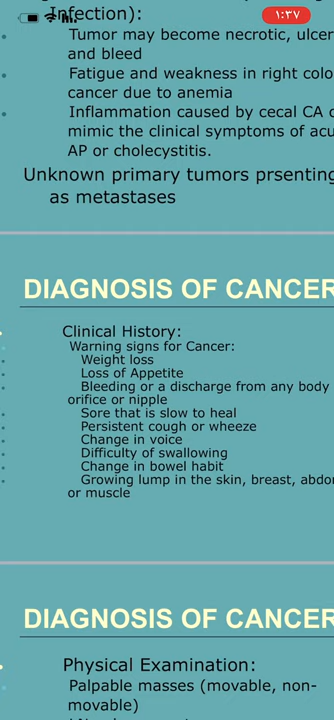 Infection):
١:٣٧
Tumor may become necrotic, ulcer
and bleed
Fatigue and weakness in right colo
cancer due to anemia
Inflammation caused by cecal CA c
mimic the clinical symptoms of acu
AP or cholecystitis.
Unknown primary tumors prsenting
as metastases
DIAGNOSIS OF CANCER
Clinical History:
Warning signs for Cancer:
Weight loss
Loss of Appetite
Bleeding or a discharge from any body
orifice or nipple
Sore that is slow to heal
Persistent cough or wheeze
Change in voice
Difficulty of swallowing
Change in bowel habit
Growing lump in the skin, breast, abdo
or muscle
DIAGNOSIS OF CANCER
Physical Examination:
Palpable masses (movable, non-
movable)